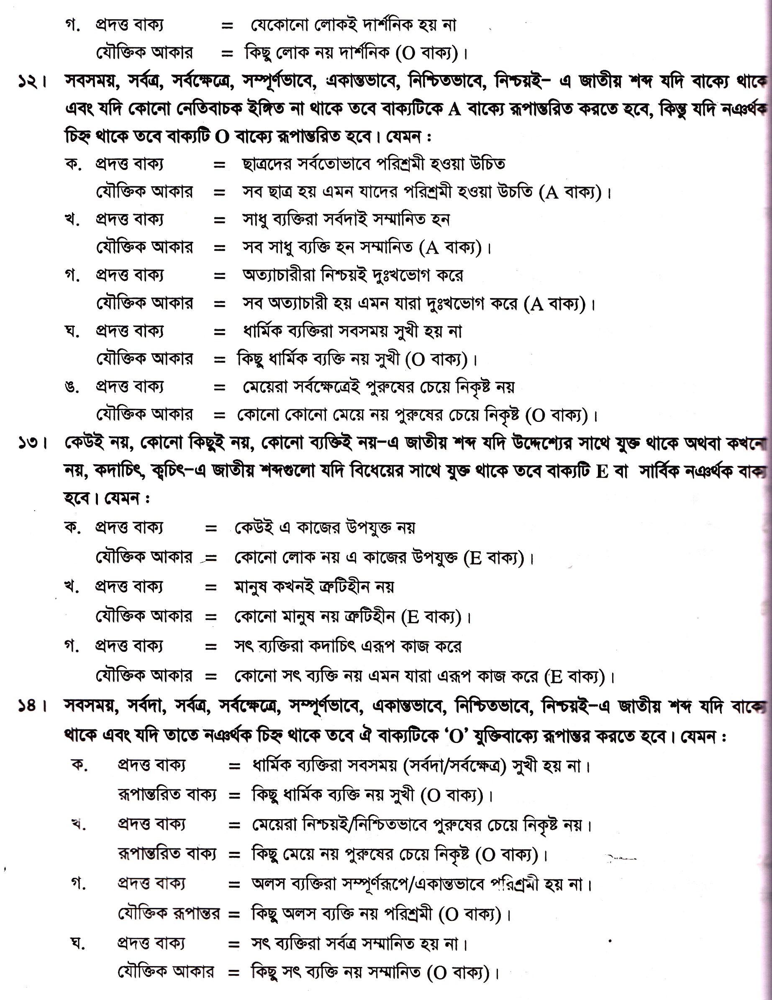 গ. প্রদত্ত বাক্য = যেকোনো লোকই দার্শনিক হয় না
যৌক্তিক আকার = কিছু লোক নয় দার্শনিক (O বাক্য)।
১২। সবসময়, সর্বত্র, সর্বক্ষেত্রে, সম্পূর্ণভাবে, একান্তভাবে, নিশ্চিতভাবে, নিশ্চয়ই- এ জাতীয় শব্দ যদি বাক্যে থাকে
এবং যদি কোনো নেতিবাচক ইঙ্গিত না থাকে তবে বাক্যটিকে A বাক্যে রূপান্তরিত করতে হবে, কিন্তু যদি নঞর্থক
চিহ্ন থাকে তবে বাক্যটি O বাক্যে রূপান্তরিত হবে। যেমন :
ক. প্রদত্ত বাক্য = ছাত্রদের সর্বতোভাবে পরিশ্রমী হওয়া উচিত
যৌক্তিক আকার = সব ছাত্র হয় এমন যাদের পরিশ্রমী হওয়া উচতি (A বাক্য)।
খ. প্রদত্ত বাক্য = সাধু ব্যক্তিরা সর্বদাই সম্মানিত হন
যৌক্তিক আকার = সব সাধু ব্যক্তি হন সম্মানিত (A বাক্য)।
গ. প্রদত্ত বাক্য = অত্যাচারীরা নিশ্চয়ই দুঃখভোগ করে
যৌক্তিক আকার = সব অত্যাচারী হয় এমন যারা দুঃখভোগ করে (A বাক্য)।
ঘ. প্রদত্ত বাক্য = ধার্মিক ব্যক্তিরা সবসময় সুখী হয় না
যৌক্তিক আকার = কিছু ধার্মিক ব্যক্তি নয় সুখী (O বাক্য)।
ঙ. প্রদত্ত বাক্য = মেয়েরা সর্বক্ষেত্রেই পুরুষের চেয়ে নিকৃষ্ট নয়
যৌক্তিক আকার = কোনো কোনো মেয়ে নয় পুরুষের চেয়ে নিকৃষ্ট (O বাক্য)।
১৩। কেউই নয়, কোনো কিছুই নয়, কোনো ব্যক্তিই নয়-এ জাতীয় শব্দ যদি উদ্দেশ্যের সাথে যুক্ত থাকে অথবা কখনো
নয়, কদাচিৎ, ক্বচিৎ-এ জাতীয় শব্দগুলো যদি বিধেয়ের সাথে যুক্ত থাকে তবে বাক্যটি E বা সার্বিক নঞর্থক বাক্য
হবে। যেমন :
ক. প্রদত্ত বাক্য = কেউই এ কাজের উপযুক্ত নয়
যৌক্তিক আকার = কোনো লোক নয় এ কাজের উপযুক্ত (E বাক্য)।
খ. প্রদত্ত বাক্য = মানুষ কখনই ত্রুটিহীন নয়
যৌক্তিক আকার = কোনো মানুষ নয় ত্রুটিহীন (E বাক্য)।
গ. প্রদত্ত বাক্য = সৎ ব্যক্তিরা কদাচিৎ এরূপ কাজ করে
যৌক্তিক আকার = কোনো সৎ ব্যক্তি নয় এমন যারা এরূপ কাজ করে (E বাক্য)।
১৪। সবসময়, সর্বদা, সর্বত্র, সর্বক্ষেত্রে, সম্পূর্ণভাবে, একান্তভাবে, নিশ্চিতভাবে, নিশ্চয়ই-এ জাতীয় শব্দ যদি বাক্যে
থাকে এবং যদি তাতে নঞর্থক চিহ্ন থাকে তবে ঐ বাক্যটিকে ‘O’ যুক্তিবাক্যে রূপান্তর করতে হবে। যেমন :
ক. প্রদত্ত বাক্য = ধার্মিক ব্যক্তিরা সবসময় (সর্বদা/সর্বক্ষেত্র) সুখী হয় না।
রূপান্তরিত বাক্য = কিছু ধার্মিক ব্যক্তি নয় সুখী (O বাক্য)।
খ. প্রদত্ত বাক্য = মেয়েরা নিশ্চয়ই/নিশ্চিতভাবে পুরুষের চেয়ে নিকৃষ্ট নয়।
রূপান্তরিত বাক্য = কিছু মেয়ে নয় পুরুষের চেয়ে নিকৃষ্ট (O বাক্য)।
গ. প্রদত্ত বাক্য = অলস ব্যক্তিরা সম্পূর্ণরূপে/একান্তভাবে পরিশ্রমী হয় না।
যৌক্তিক রূপান্তর = কিছু অলস ব্যক্তি নয় পরিশ্রমী (O বাক্য)।
ঘ. প্রদত্ত বাক্য = সৎ ব্যক্তিরা সর্বত্র সম্মানিত হয় না।
যৌক্তিক আকার = কিছু সৎ ব্যক্তি নয় সম্মানিত (O বাক্য)।